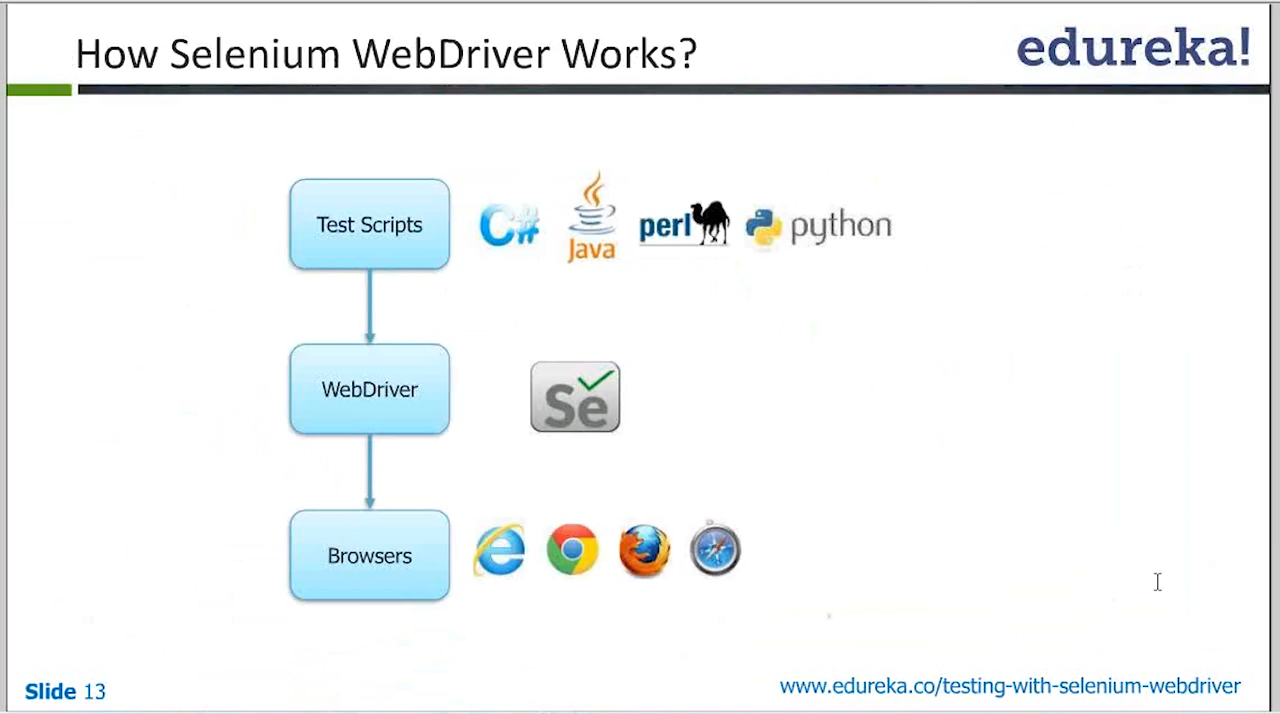 How Selenium WebDriver Works?
edureka!
Test Scripts
C#
Java
perl
python
WebDriver
Se
Browsers
Slide 13
www.edureka.co/testing-with-selenium-webdriver